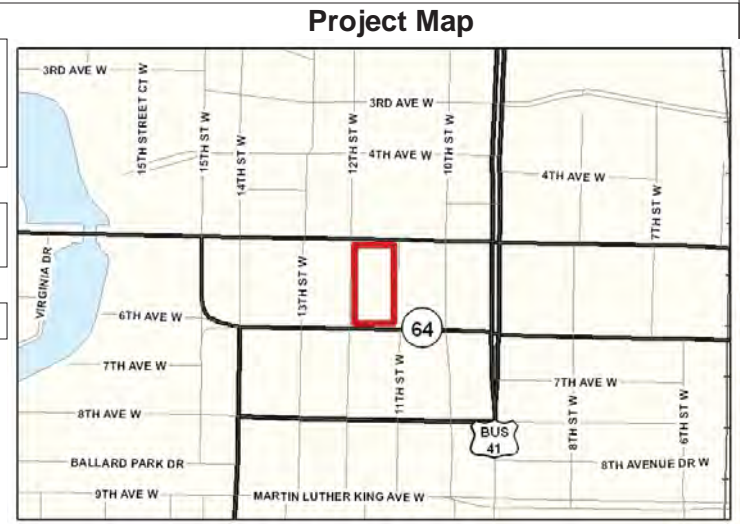 Project Map
3RD AVE W
15TH STREET CT W
15TH ST W
14TH ST W
12TH ST W
3RD AVE W
10TH ST W
4TH AVE W
4TH AVE W
7TH ST W
VIRGINIA DR
13TH ST W
6TH AVE W
64
7TH AVE W
11TH ST W
7TH AVE W
8TH AVE W
BUS
41
8TH ST W
6TH ST W
BALLARD PARK DR
8TH AVENUE DR W
9TH AVE W
MARTIN LUTHER KING AVE W